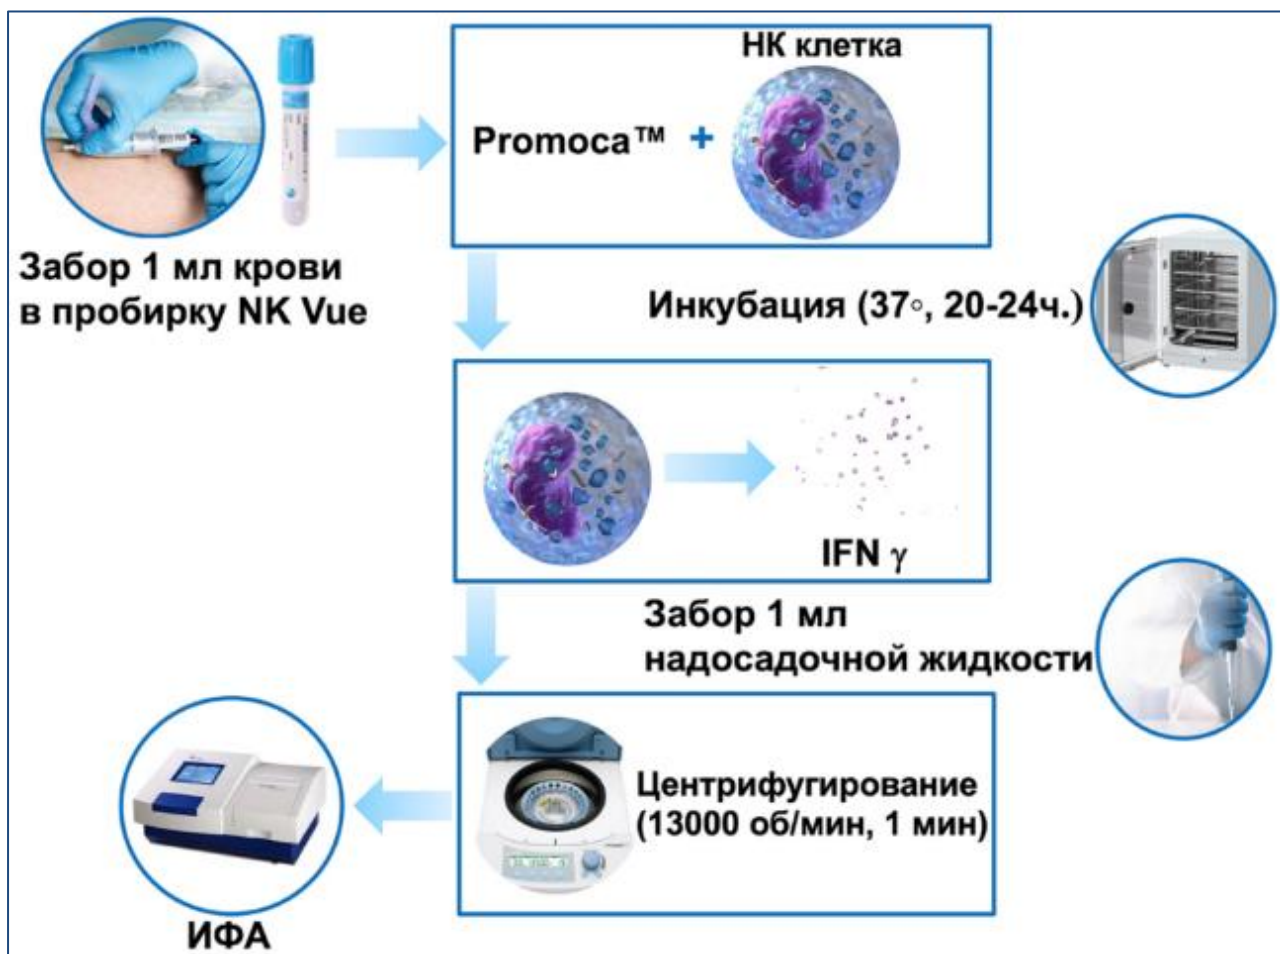 НК клетка
Promoca™ +
Забор 1 мл крови
в пробирку NK Vue
Инкубация (37◦, 20-24ч.)
IFN γ
Забор 1 мл
надосадочной жидкости
Центрифугирование
(13000 об/мин, 1 мин)
ИФА